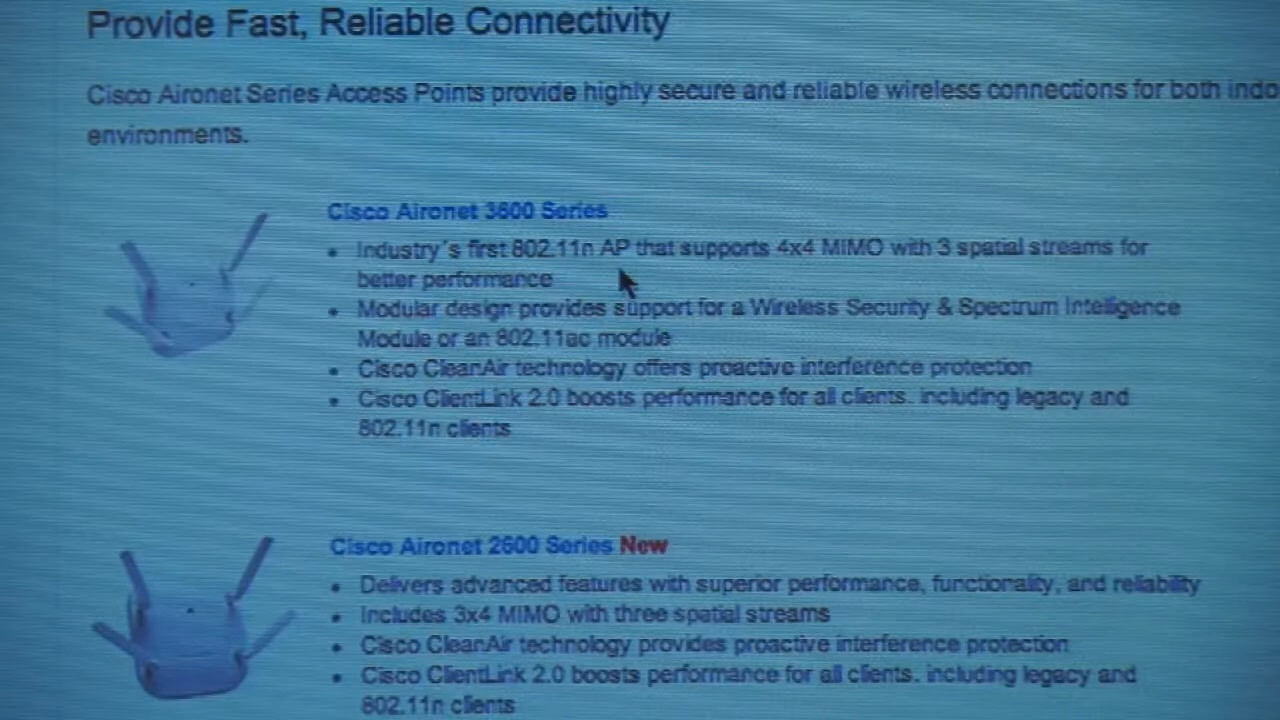 Provide Fast, Reliable Connectivity
Cisco Aironet Series Access Points provide highly secure and reliable wireless connections for both indo
environments.
Cisco Aironet 3600 Series
• Industry's first 802.11n AP that supports 4x4 MIMO with 3 spatial streams for
better performance
• Modular design provides support for a Wireless Security & Spectrum Intelligence
Module or an 802.11ac module
• Cisco CleanAir technology offers proactive interference protection
• Cisco ClientLink 2.0 boosts performance for all clients, including legacy and
802.11n clients
Cisco Aironet 2600 Series New
• Delivers advanced features with superior performance, functionality, and reliability
• Includes 3x4 MIMO with three spatial streams
• Cisco CleanAir technology provides proactive interference protection
• Cisco ClientLink 2.0 boosts performance for all clients, including legacy and
802.11n clients